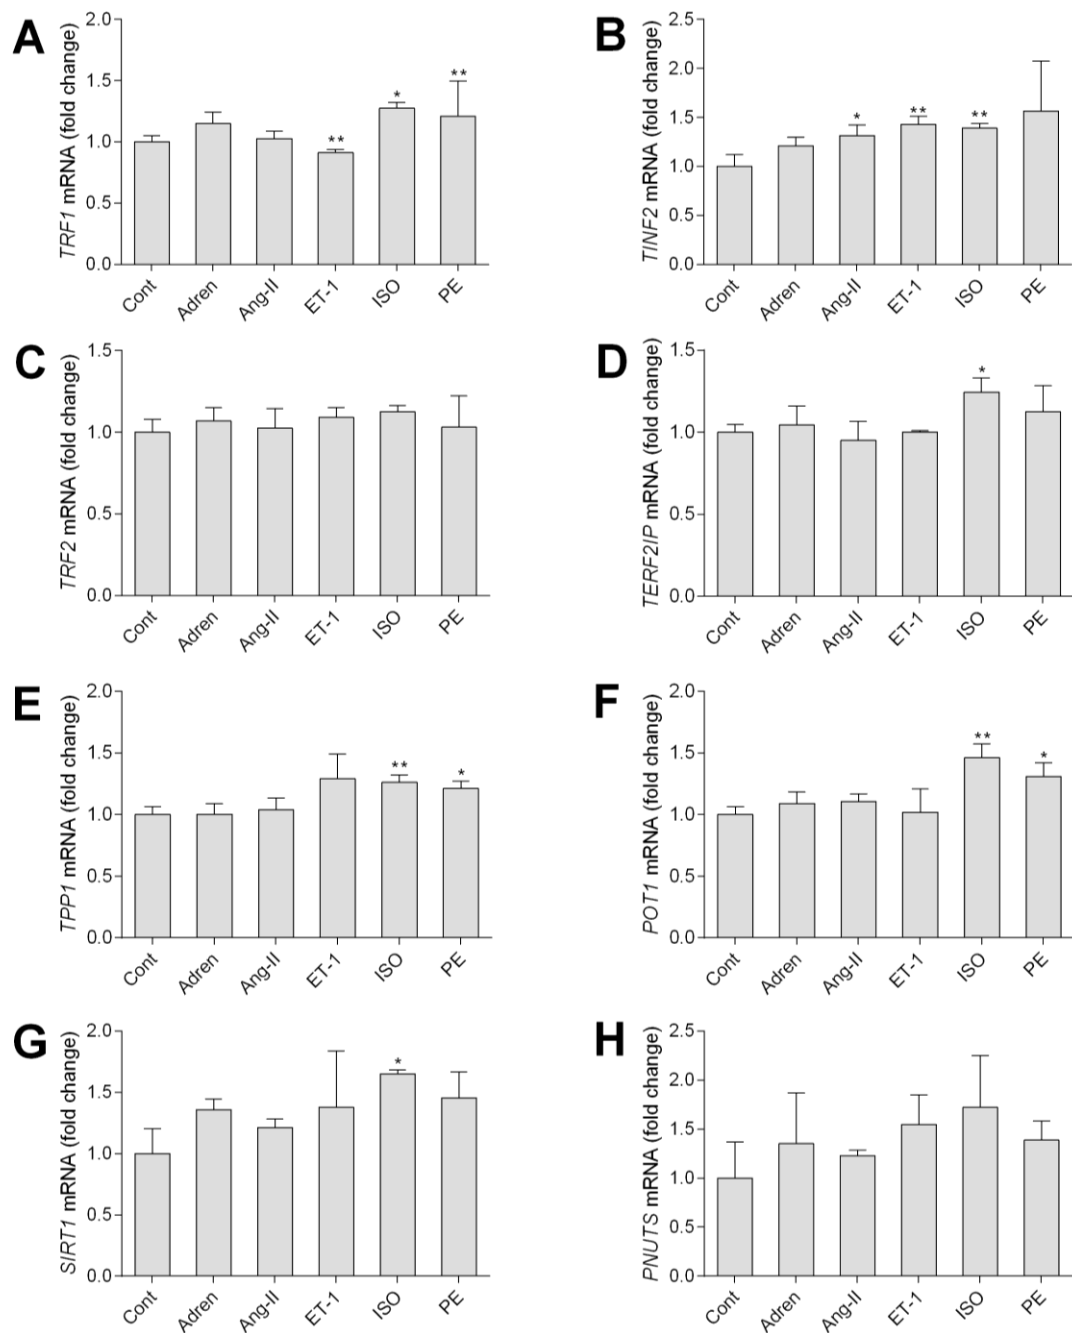 A
TRF1 mRNA (fold change)
2.0
1.5
1.0
0.5
0.0
*
**
**
Cont Adren Ang-II ET-1 ISO PE
B
TINF2 mRNA (fold change)
2.5
2.0
1.5
1.0
0.5
0.0
* ** **
Cont Adren Ang-II ET-1 ISO PE
C
TRF2 mRNA (fold change)
1.5
1.0
0.5
0.0
Cont Adren Ang-II ET-1 ISO PE
D
TERF2IP mRNA (fold change)
1.5
1.0
0.5
0.0
*
Cont Adren Ang-II ET-1 ISO PE
E
TPP1 mRNA (fold change)
2.0
1.5
1.0
0.5
0.0
** *
Cont Adren Ang-II ET-1 ISO PE
F
POT1 mRNA (fold change)
2.0
1.5
1.0
0.5
0.0
** *
Cont Adren Ang-II ET-1 ISO PE
G
SIRT1 mRNA (fold change)
2.0
1.5
1.0
0.5
0.0
*
Cont Adren Ang-II ET-1 ISO PE
H
PNUTS mRNA (fold change)
2.5
2.0
1.5
1.0
0.5
0.0
Cont Adren Ang-II ET-1 ISO PE